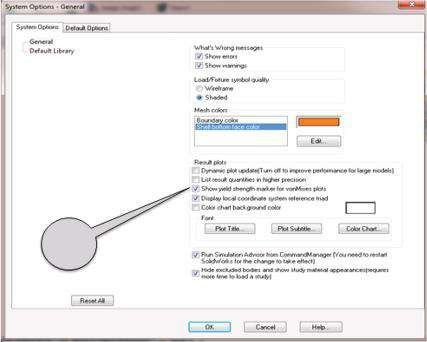 System Options - General
System Options
Default Options
General
Default Library
What's Wrong messages
Show errors
Show warnings
Load/Fixture symbol quality
Wireframe
Shaded
Mesh colors
Boundary color
Shell bottom face color
Edit...
Result plots
Dynamic plot update(Turn off to improve performance for large models)
List result quantities in higher precision
Show yield strength marker for vonMises plots
Display local coordinate system reference triad
Color chart background color
Font
Plot Title...
Plot Subtitle...
Color Chart...
Run Simulation Advisor from CommandManager (You need to restart
SolidWorks for the change to take effect)
Hide excluded bodies and show study material appearances(requires
more time to load a study)
Reset All
OK
Cancel
Help...